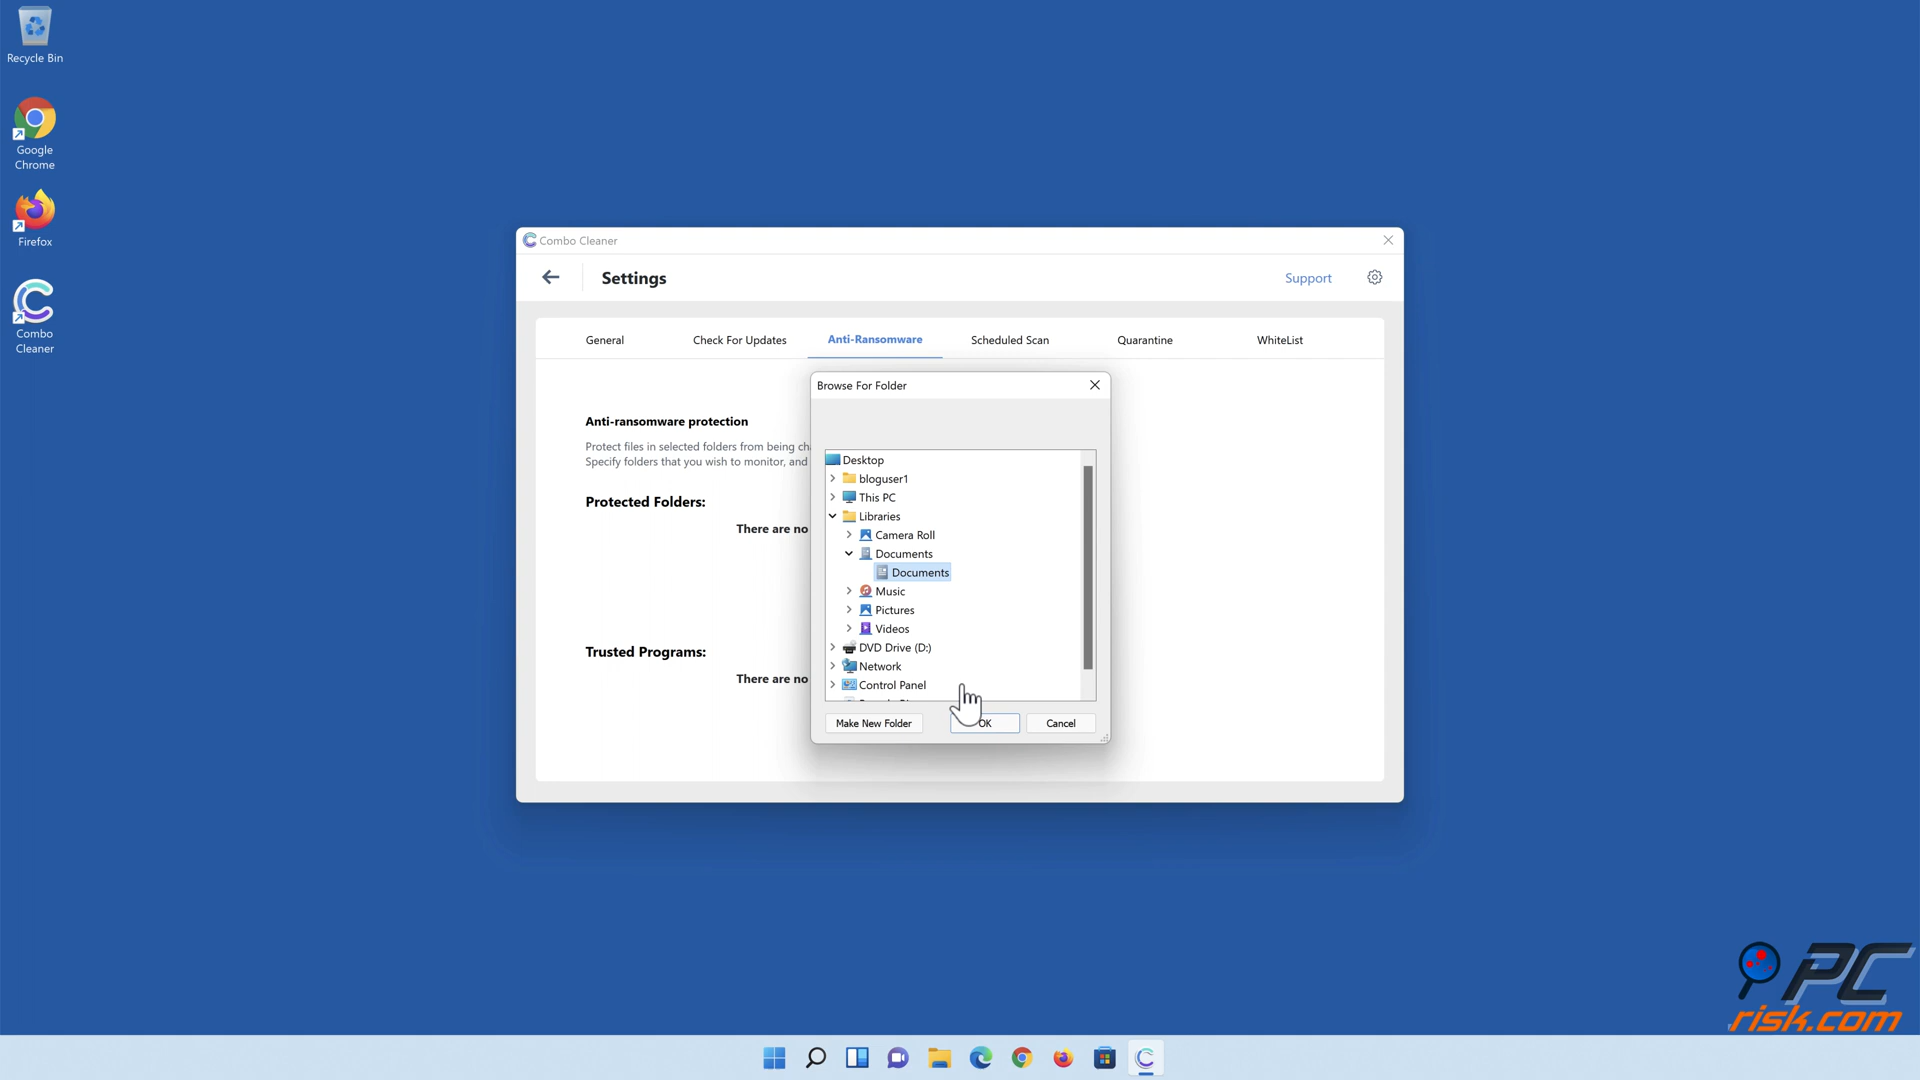 Recycle Bin
Google
Chrome
Firefox
Combo
Cleaner
Combo Cleaner
Settings
Support
General
Check For Updates
Anti-Ransomware
Scheduled Scan
Quarantine
WhiteList
Anti-ransomware protection
Protect files in selected folders from being
Specify folders that you wish to monitor, and
Protected Folders:
There are no
Trusted Programs:
There are no
Browse For Folder
Desktop
bloguser1
This PC
Libraries
Camera Roll
Documents
Documents
Music
Pictures
Videos
DVD Drive (D:)
Network
Control Panel
Make New Folder
OK
Cancel
PC
risk.com